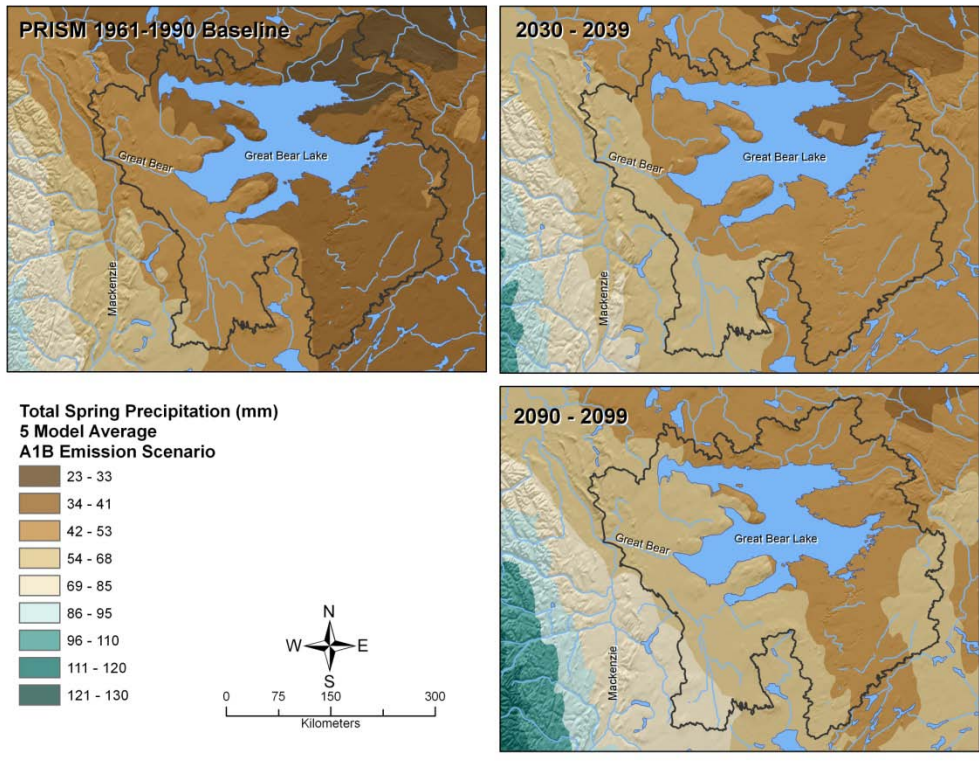 PRISM 1961-1990 Baseline
Great Bear
Great Bear Lake
Mackenzie
2030 - 2039
Great Bear
Great Bear Lake
Mackenzie
Total Spring Precipitation (mm)
5 Model Average
A1B Emission Scenario
23 - 33
34 - 41
42 - 53
54 - 68
69 - 85
86 - 95
96 - 110
111 - 120
121 - 130
N
W E
S
0 75 150 300
Kilometers
2090 - 2099
Great Bear
Great Bear Lake
Mackenzie